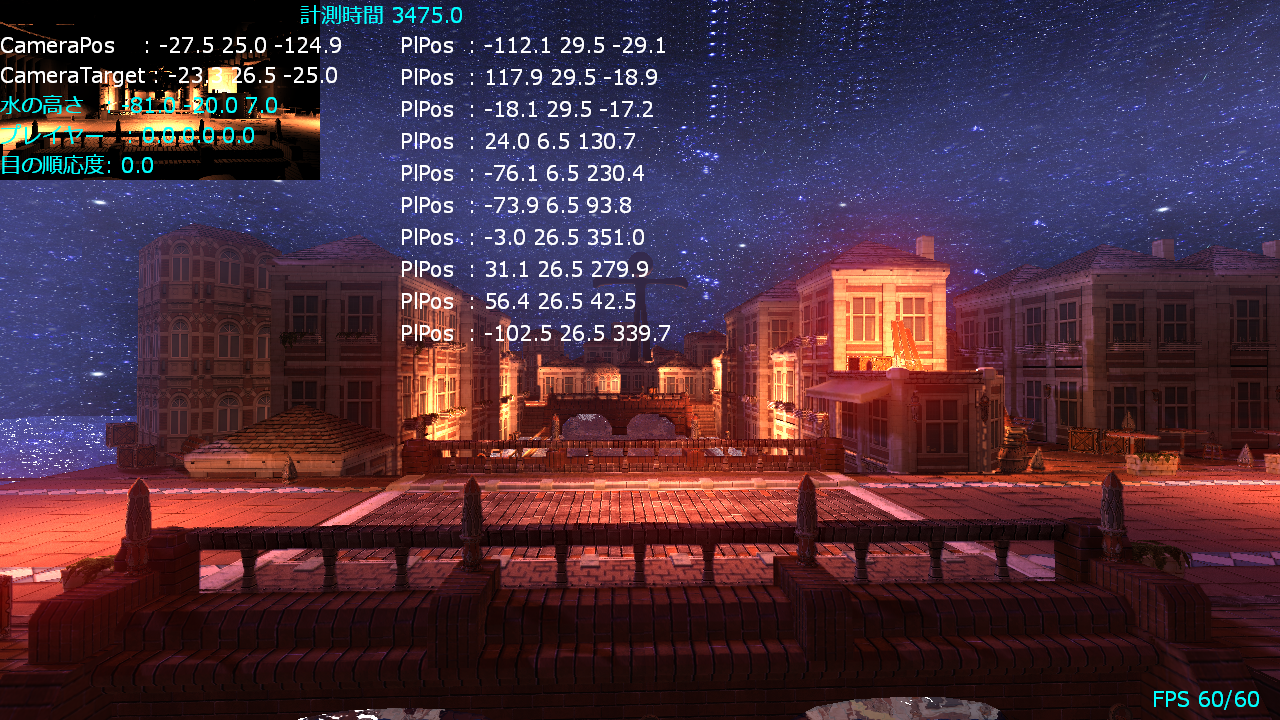 計測時間 3475.0
CameraPos : -27.5 25.0 -124.9
CameraTarget : -23.3 26.5 -25.0
水の高さ : -81.0 -20.0 7.0
プレイヤー : 0.0 0.0 0.0
目の順応度: 0.0
PlPos : -112.1 29.5 -29.1
PlPos : 117.9 29.5 -18.9
PlPos : -18.1 29.5 -17.2
PlPos : 24.0 6.5 130.7
PlPos : -76.1 6.5 230.4
PlPos : -73.9 6.5 93.8
PlPos : -3.0 26.5 351.0
PlPos : 31.1 26.5 279.9
PlPos : 56.4 26.5 42.5
PlPos : -102.5 26.5 339.7
FPS 60/60